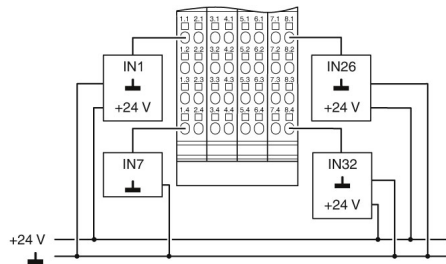 1.1 2.1 3.1 4.1 5.1 6.1 7.1 8.1
1.2 2.2 3.2 4.2 5.2 6.2 7.2 8.2
1.3 2.3 3.3 4.3 5.3 6.3 7.3 8.3
1.4 2.4 3.4 4.4 5.4 6.4 7.4 8.4
IN1
+24 V
IN26
+24 V
IN7
IN32
+24 V
+24 V